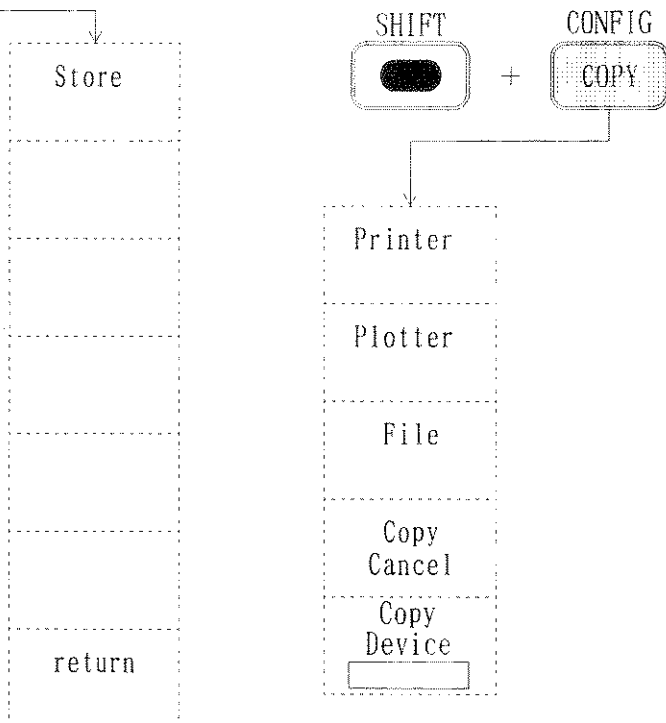 Store
return
SHIFT
CONFIG
+
COPY
Printer
Plotter
File
Copy
Cancel
Copy
Device